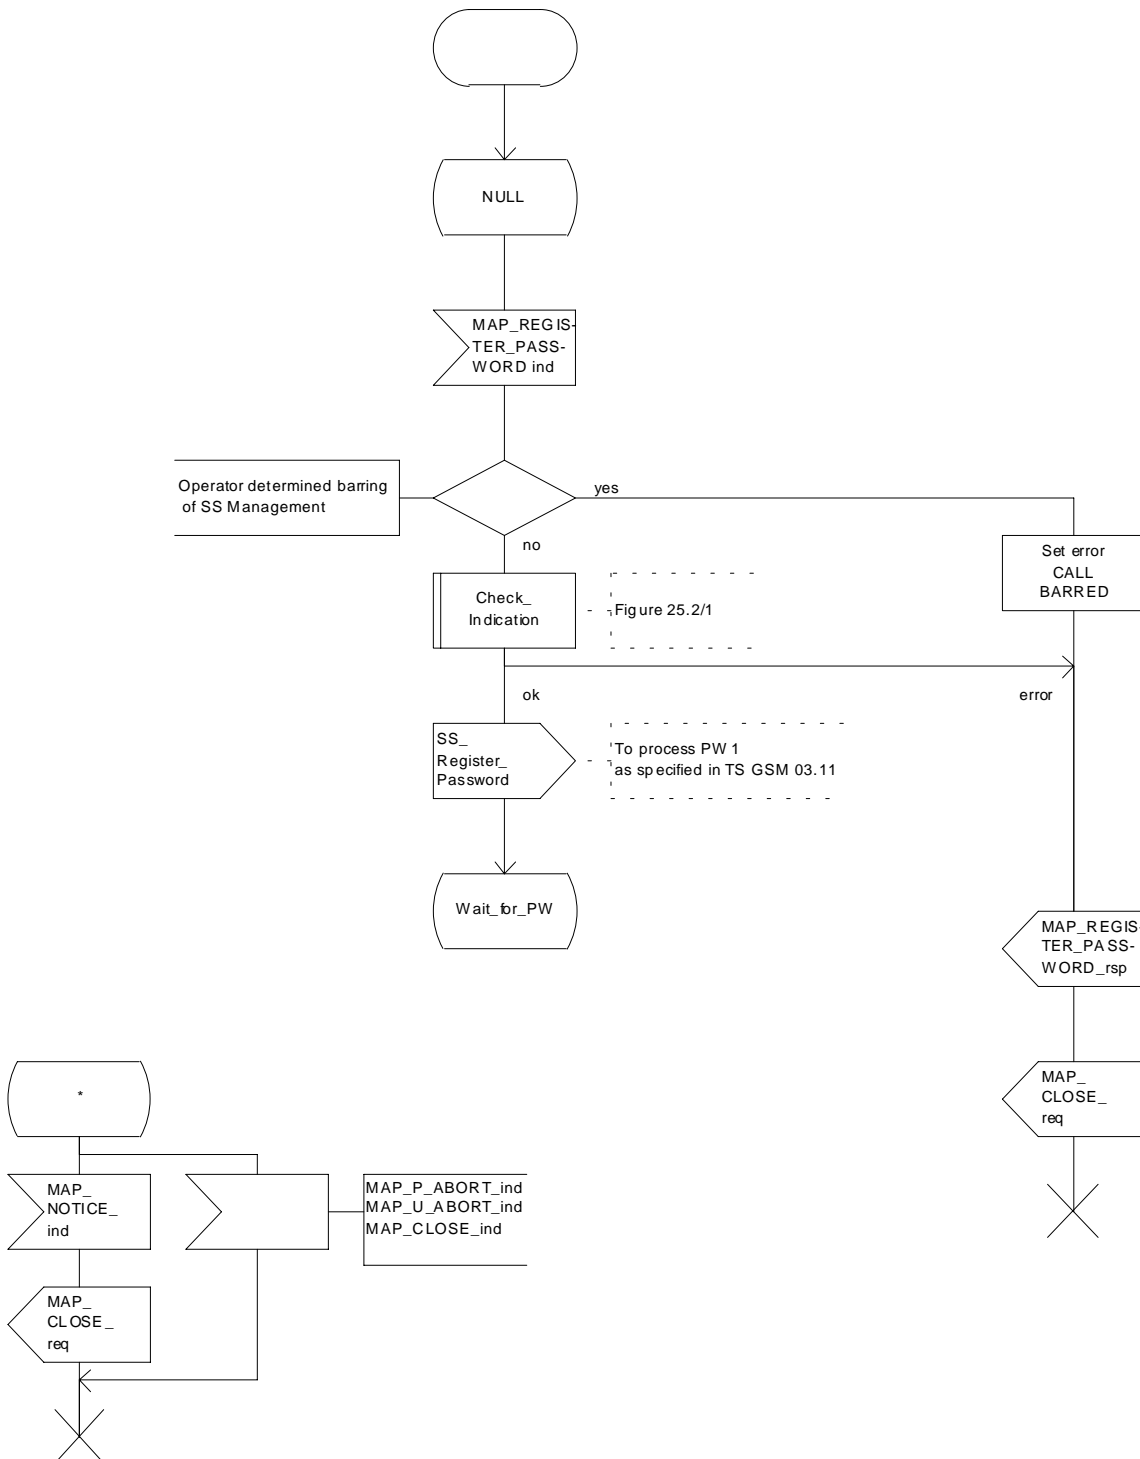 NULL
MAP_REGIS-
TER_PASS-
WORD ind
Operator determined barring
of SS Management
yes
no
Set error
CALL
BARRED
Check_
Indication
Figure 25.2/1
ok
error
SS_
Register_
Password
To process PW 1
as specified in TS GSM 03.11
Wait_for_PW
MAP_REGIS-
TER_PASS-
WORD_rsp
MAP_
CLOSE_
req
*
MAP_
NOTICE_
ind
MAP_P_ABORT_ind
MAP_U_ABORT_ind
MAP_CLOSE_ind
MAP_
CLOSE_
req